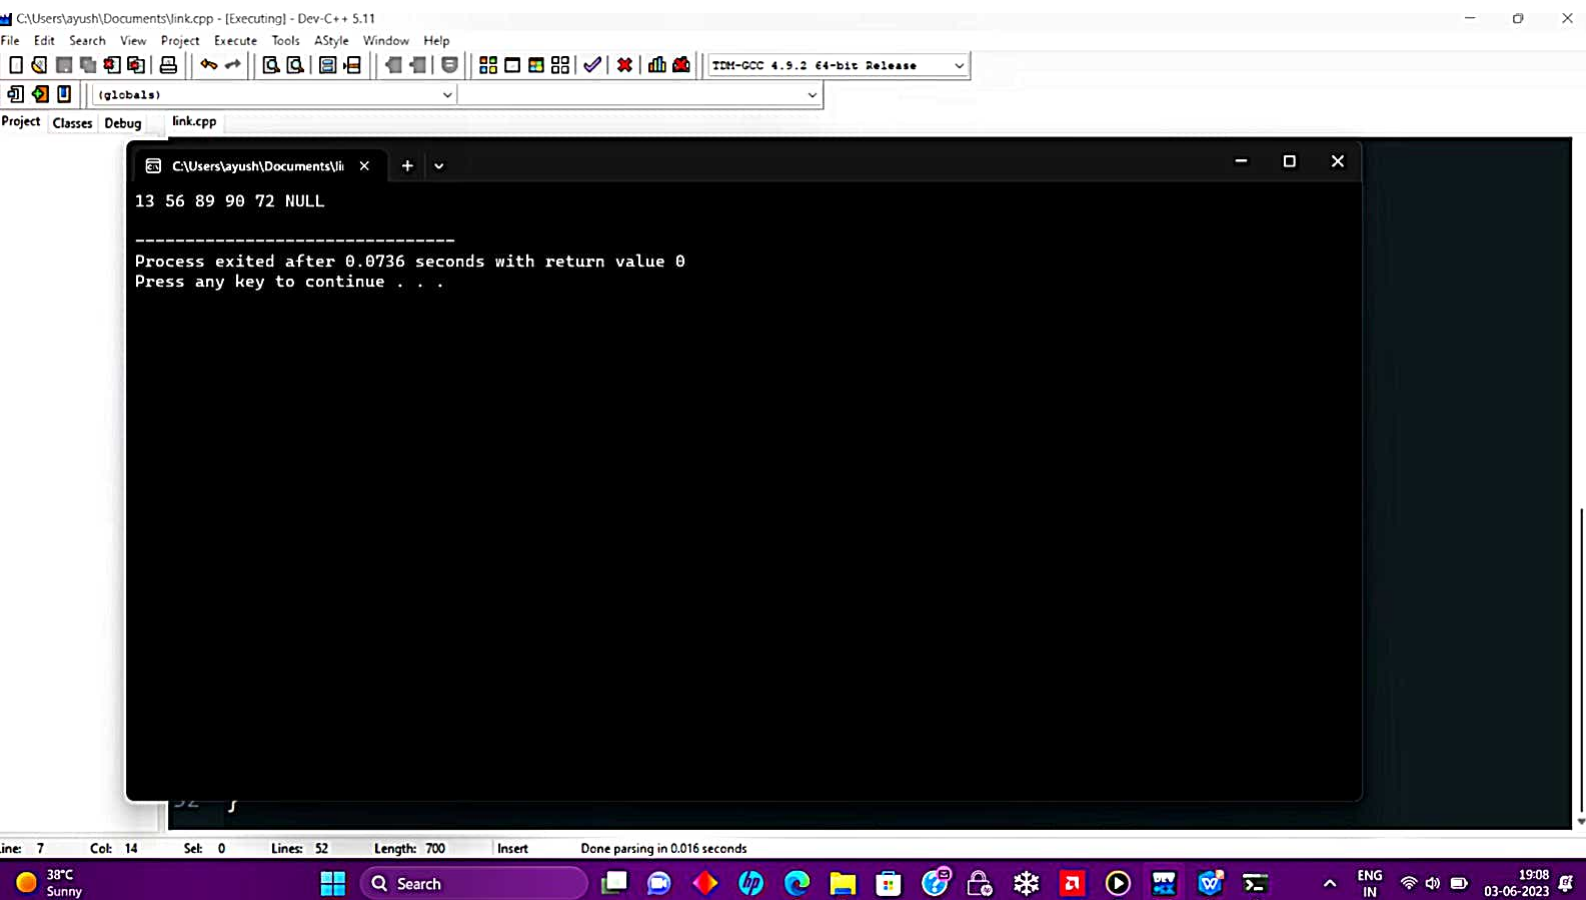 C:\Users\ayush\Documents\link.cpp - [Executing] - Dev-C++ 5.11
File Edit Search View Project Execute Tools AStyle Window Help
TDM-GCC 4.9.2 64-bit Release
(globals)
Project Classes Debug link.cpp
C:\Users\ayush\Documents\li
13 56 89 90 72 NULL
--------------------------------
Process exited after 0.0736 seconds with return value 0
Press any key to continue . . .
52 }
ine: 7 Col: 14 Sel: 0 Lines: 52 Length: 700 Insert Done parsing in 0.016 seconds
38°C
Sunny
Search
ENG
IN
19:08
03-06-2023